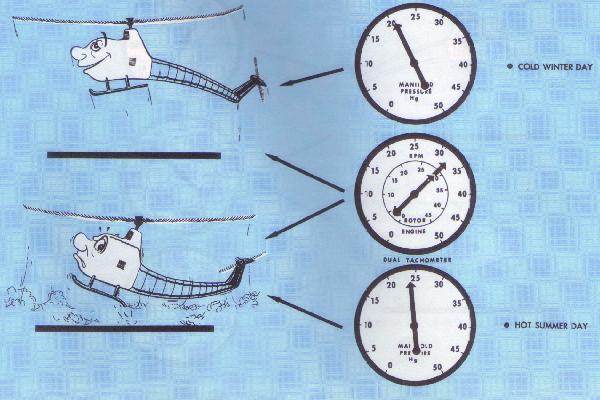 25
20 30
15 35
10 40
MANIFOLD
5 PRESSURE 45
Hg
0 50
COLD WINTER DAY
25
20 30
RPM
20 25
15 35
15
10 10 35 40
40
0 45
5 ROTOR 45
ENGINE
0 50
DUAL TACHOMETER
25
20 30
15 35
10 40
MANIFOLD
5 PRESSURE 45
Hg
0 50
HOT SUMMER DAY